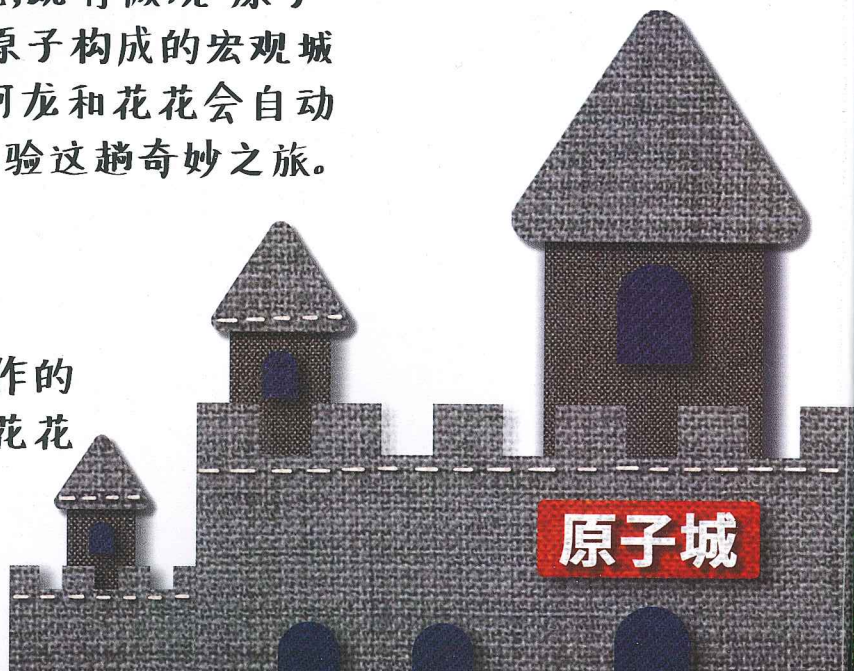 原子构成的宏观城
阿龙和花花会自动
验这趟奇妙之旅。
作的
花花
原子城